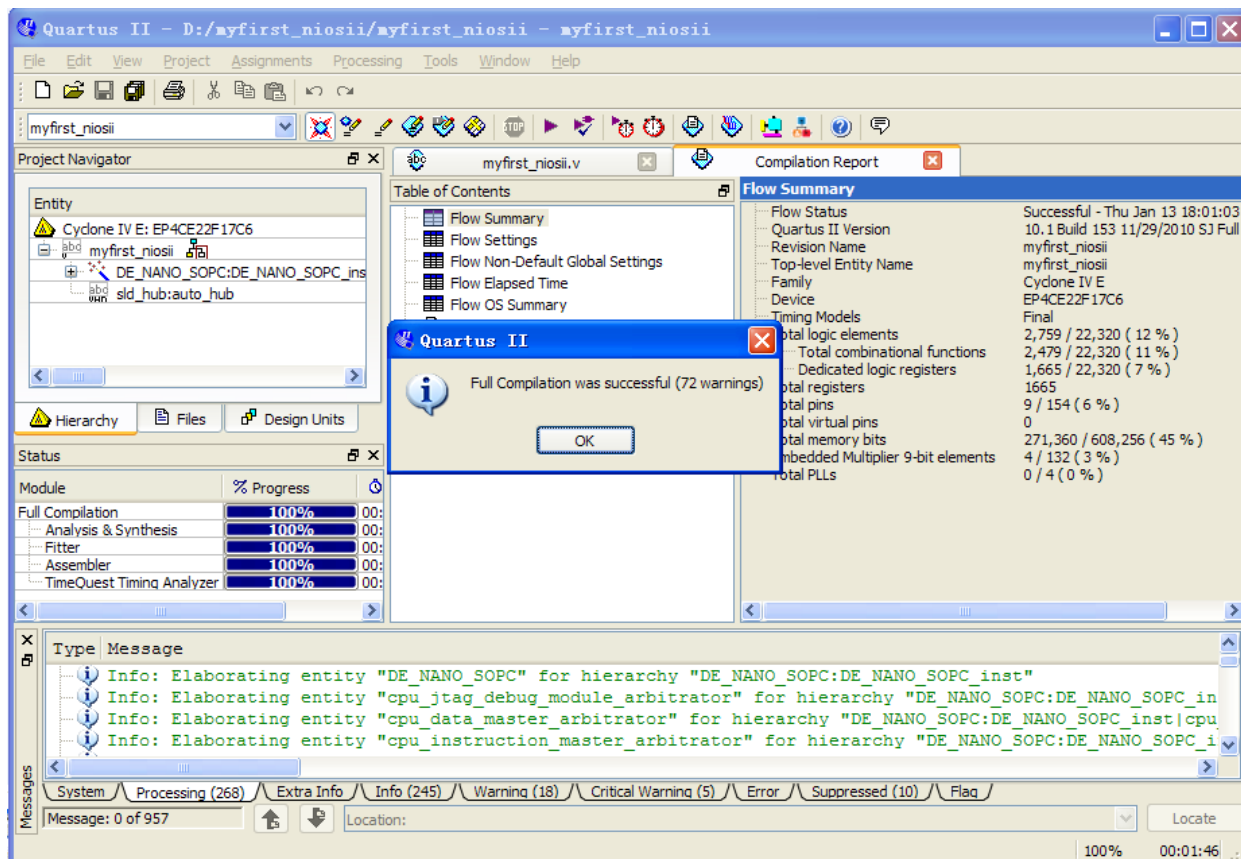 Quartus II - D:/myfirst_niosii/myfirst_niosii - myfirst_niosii
File Edit View Project Assignments Processing Tools Window Help
myfirst_niosii
STOP
Project Navigator
Entity
Cyclone IV E: EP4CE22F17C6
abc myfirst_niosii
DE_NANO_SOPC:DE_NANO_SOPC_ins
sld_hub:auto_hub
Hierarchy Files Design Units
Status
Module % Progress
Full Compilation 100% 00:
Analysis & Synthesis 100% 00:
Fitter 100% 00:
Assembler 100% 00:
TimeQuest Timing Analyzer 100% 00:
abc myfirst_niosii.v
Compilation Report
Table of Contents
Flow Summary
Flow Settings
Flow Non-Default Global Settings
Flow Elapsed Time
Flow OS Summary
Flow Summary
Flow Status Successful - Thu Jan 13 18:01:03
Quartus II Version 10.1 Build 153 11/29/2010 SJ Full
Revision Name myfirst_niosii
Top-level Entity Name myfirst_niosii
Family Cyclone IV E
Device EP4CE22F17C6
Timing Models Final
otal logic elements 2,759 / 22,320 ( 12 % )
Total combinational functions 2,479 / 22,320 ( 11 % )
Dedicated logic registers 1,665 / 22,320 ( 7 % )
otal registers 1665
otal pins 9 / 154 ( 6 % )
otal virtual pins 0
otal memory bits 271,360 / 608,256 ( 45 % )
mbedded Multiplier 9-bit elements 4 / 132 ( 3 % )
Total PLLs 0 / 4 ( 0 % )
Quartus II
Full Compilation was successful (72 warnings)
OK
Messages
Type Message
Info: Elaborating entity "DE_NANO_SOPC" for hierarchy "DE_NANO_SOPC:DE_NANO_SOPC_inst"
Info: Elaborating entity "cpu_jtag_debug_module_arbitrator" for hierarchy "DE_NANO_SOPC:DE_NANO_SOPC_in
Info: Elaborating entity "cpu_data_master_arbitrator" for hierarchy "DE_NANO_SOPC:DE_NANO_SOPC_inst|cpu
Info: Elaborating entity "cpu_instruction_master_arbitrator" for hierarchy "DE_NANO_SOPC:DE_NANO_SOPC_i
System Processing (268) Extra Info Info (245) Warning (18) Critical Warning (5) Error Suppressed (10) Flag
Message: 0 of 957 Location: Locate
100% 00:01:46